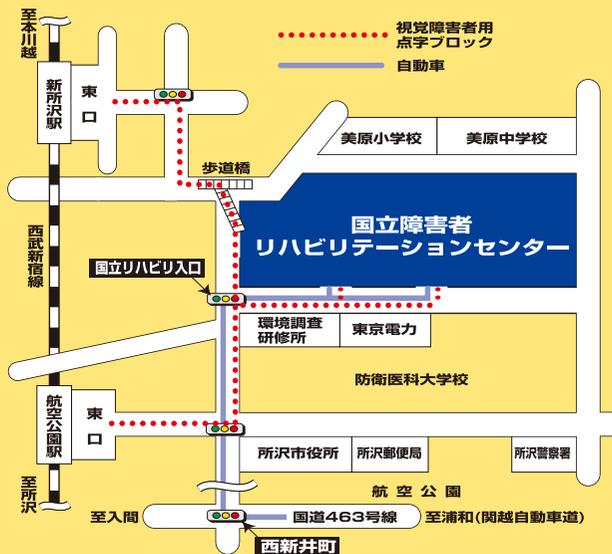 至本川越
視覚障害者用
点字ブロック
自動車
新所沢駅
東口
美原小学校
美原中学校
歩道橋
国立障害者
リハビリテーションセンター
西武新宿線
国立リハビリ入口
環境調査
研修所
東京電力
防衛医科大学校
航空公園駅
東口
所沢市役所
所沢郵便局
所沢警察署
至所沢
航空公園
至入間
国道463号線
至浦和(関越自動車道)
西新井町